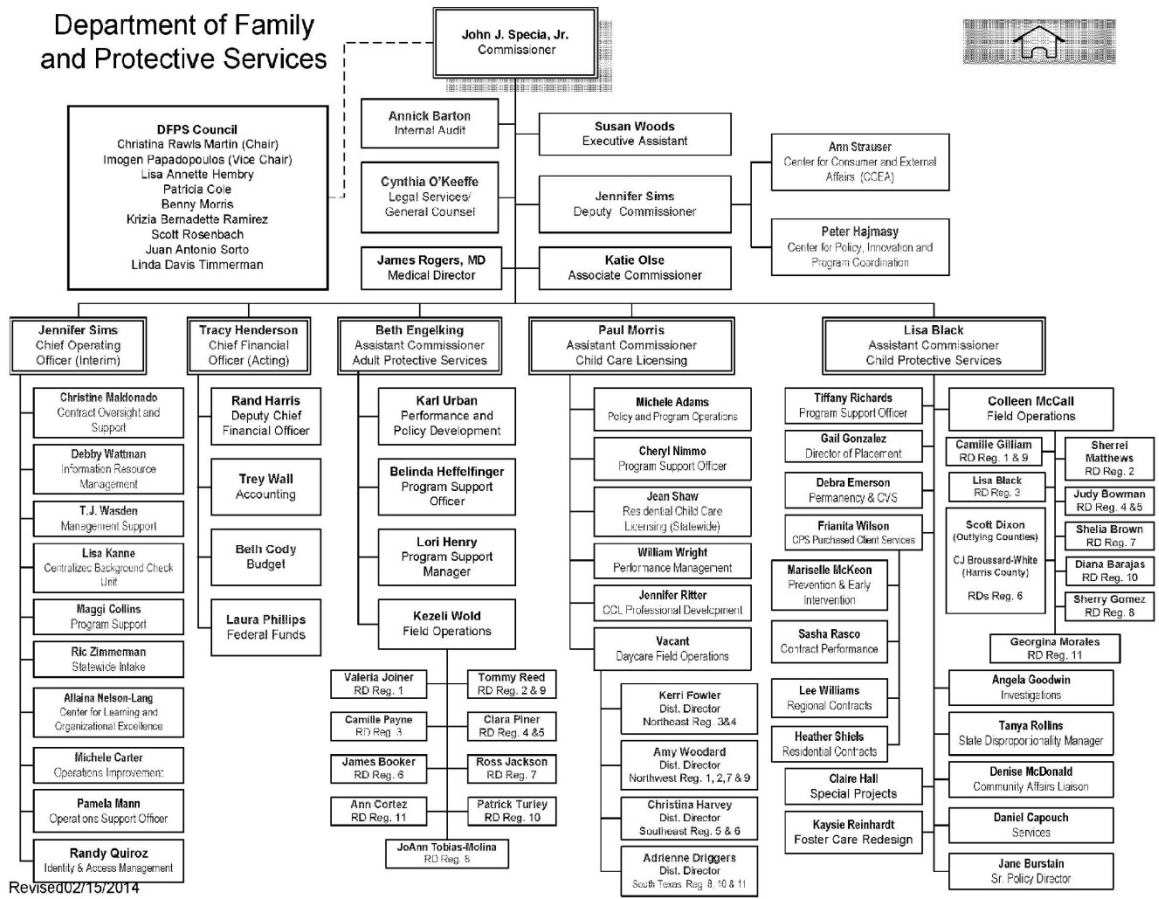 Department of Family
and Protective Services
John J. Specia, Jr.
Commissioner
DFPS Council
Christina Rawls Martin (Chair)
Imogen Papadopoulos (Vice Chair)
Lisa Annette Hembry
Patricia Cole
Benny Morris
Krizia Bernadette Ramirez
Scott Rosenbach
Juan Antonio Sorto
Linda Davis Timmerman
Annick Barton
Internal Audit
Susan Woods
Executive Assistant
Cynthia O'Keeffe
Legal Services/
General Counsel
Jennifer Sims
Deputy Commissioner
Ann Strauser
Center for Consumer and External
Affairs (CCEA)
Peter Hajmasy
Center for Policy, Innovation and
Program Coordination
James Rogers, MD
Medical Director
Katie Olse
Associate Commissioner
Jennifer Sims
Chief Operating
Officer (Interim)
Christine Maldonado
Contract Oversight and
Support
Debby Wattman
Information Resource
Management
T.J. Wasden
Management Support
Lisa Kanne
Centralized Background Check
Unit
Maggi Collins
Program Support
Ric Zimmerman
Statewide Intake
Allaina Nelson-Lang
Center for Learning and
Organizational Excellence
Michele Carter
Operations Improvement
Pamela Mann
Operations Support Officer
Randy Quiroz
Identity & Access Management
Tracy Henderson
Chief Financial
Officer (Acting)
Rand Harris
Deputy Chief
Financial Officer
Trey Wall
Accounting
Beth Cody
Budget
Laura Phillips
Federal Funds
Beth Engelking
Assistant Commissioner
Adult Protective Services
Karl Urban
Performance and
Policy Development
Belinda Heffelfinger
Program Support
Officer
Lori Henry
Program Support
Manager
Kezeli Wold
Field Operations
Valeria Joiner
RD Reg. 1
Tommy Reed
RD Reg. 2 & 9
Camille Payne
RD Reg. 3
Clara Piner
RD Reg. 4 &5
James Booker
RD Reg. 6
Ross Jackson
RD Reg. 7
Ann Cortez
RD Reg. 11
Patrick Turley
RD Reg. 10
JoAnn Tobias-Molina
RD Reg. 8
Paul Morris
Assistant Commissioner
Child Care Licensing
Michele Adams
Policy and Program Operations
Cheryl Nimmo
Program Support Officer
Jean Shaw
Residential Child Care
Licensing (Statewide)
William Wright
Performance Management
Jennifer Ritter
CCL Professional Development
Vacant
Daycare Field Operations
Kerri Fowler
Dist. Director
Northeast Reg. 3&4
Amy Woodard
Dist. Director
Northwest Reg. 1, 2,7 & 9
Christina Harvey
Dist. Director
Southeast Reg. 5 & 6
Adrienne Driggers
Dist. Director
South Texas Reg. 8, 10 & 11
Lisa Black
Assistant Commissioner
Child Protective Services
Tiffany Richards
Program Support Officer
Gail Gonzalez
Director of Placement
Debra Emerson
Permanency & CVS
Frianita Wilson
CPS Purchased Client Services
Mariselle McKeon
Prevention & Early
Intervention
Sasha Rasco
Contract Performance
Lee Williams
Regional Contracts
Heather Shiels
Residential Contracts
Claire Hall
Special Projects
Kaysie Reinhardt
Foster Care Redesign
Colleen McCall
Field Operations
Camille Gilliam
RD Reg. 1 & 9
Sherrei
Matthews
RD Reg. 2
Lisa Black
RD Reg. 3
Judy Bowman
RD Reg. 4 &5
Scott Dixon
(Outlying Counties)
CJ Broussard-White
(Harris County)
RDs Reg. 6
Shelia Brown
RD Reg. 7
Diana Barajas
RD Reg. 10
Sherry Gomez
RD Reg. 8
Georgina Morales
RD Reg. 11
Angela Goodwin
Investigations
Tanya Rollins
State Disproportionality Manager
Denise McDonald
Community Affairs Liaison
Daniel Capouch
Services
Jane Burstain
Sr. Policy Director
Revised02/15/2014